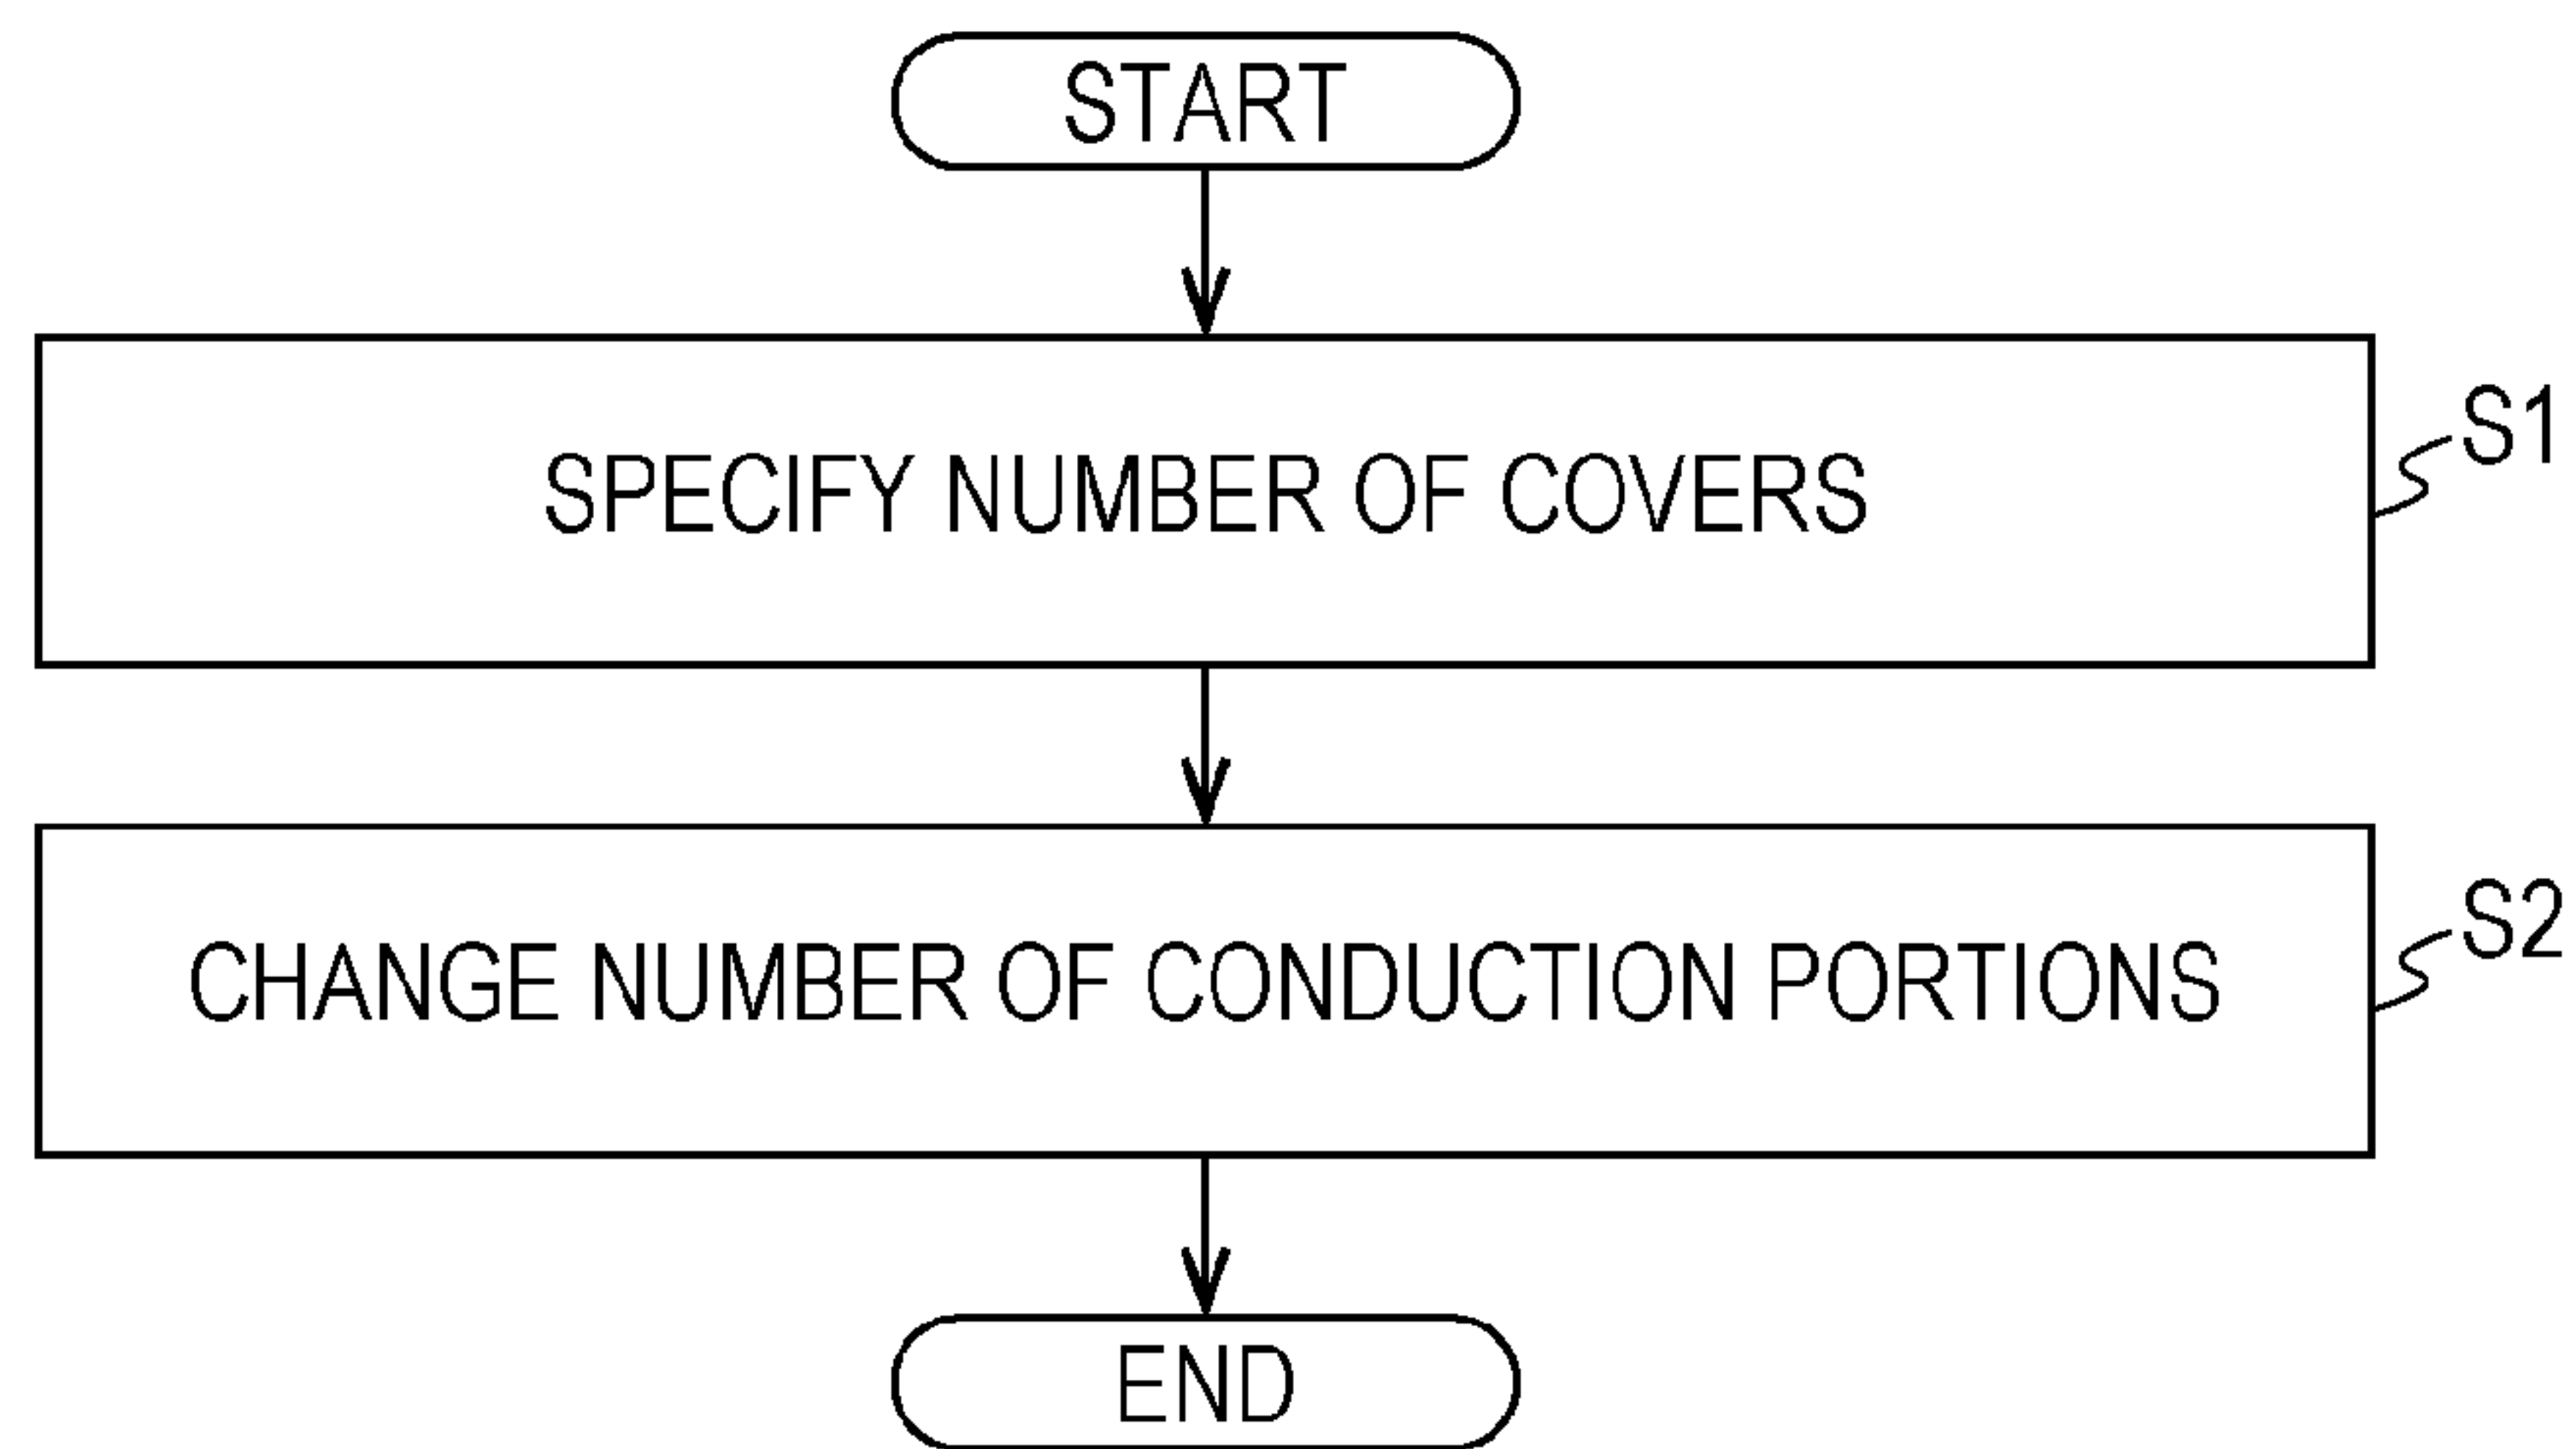 START
SPECIFY NUMBER OF COVERS
S1
CHANGE NUMBER OF CONDUCTION PORTIONS
S2
END